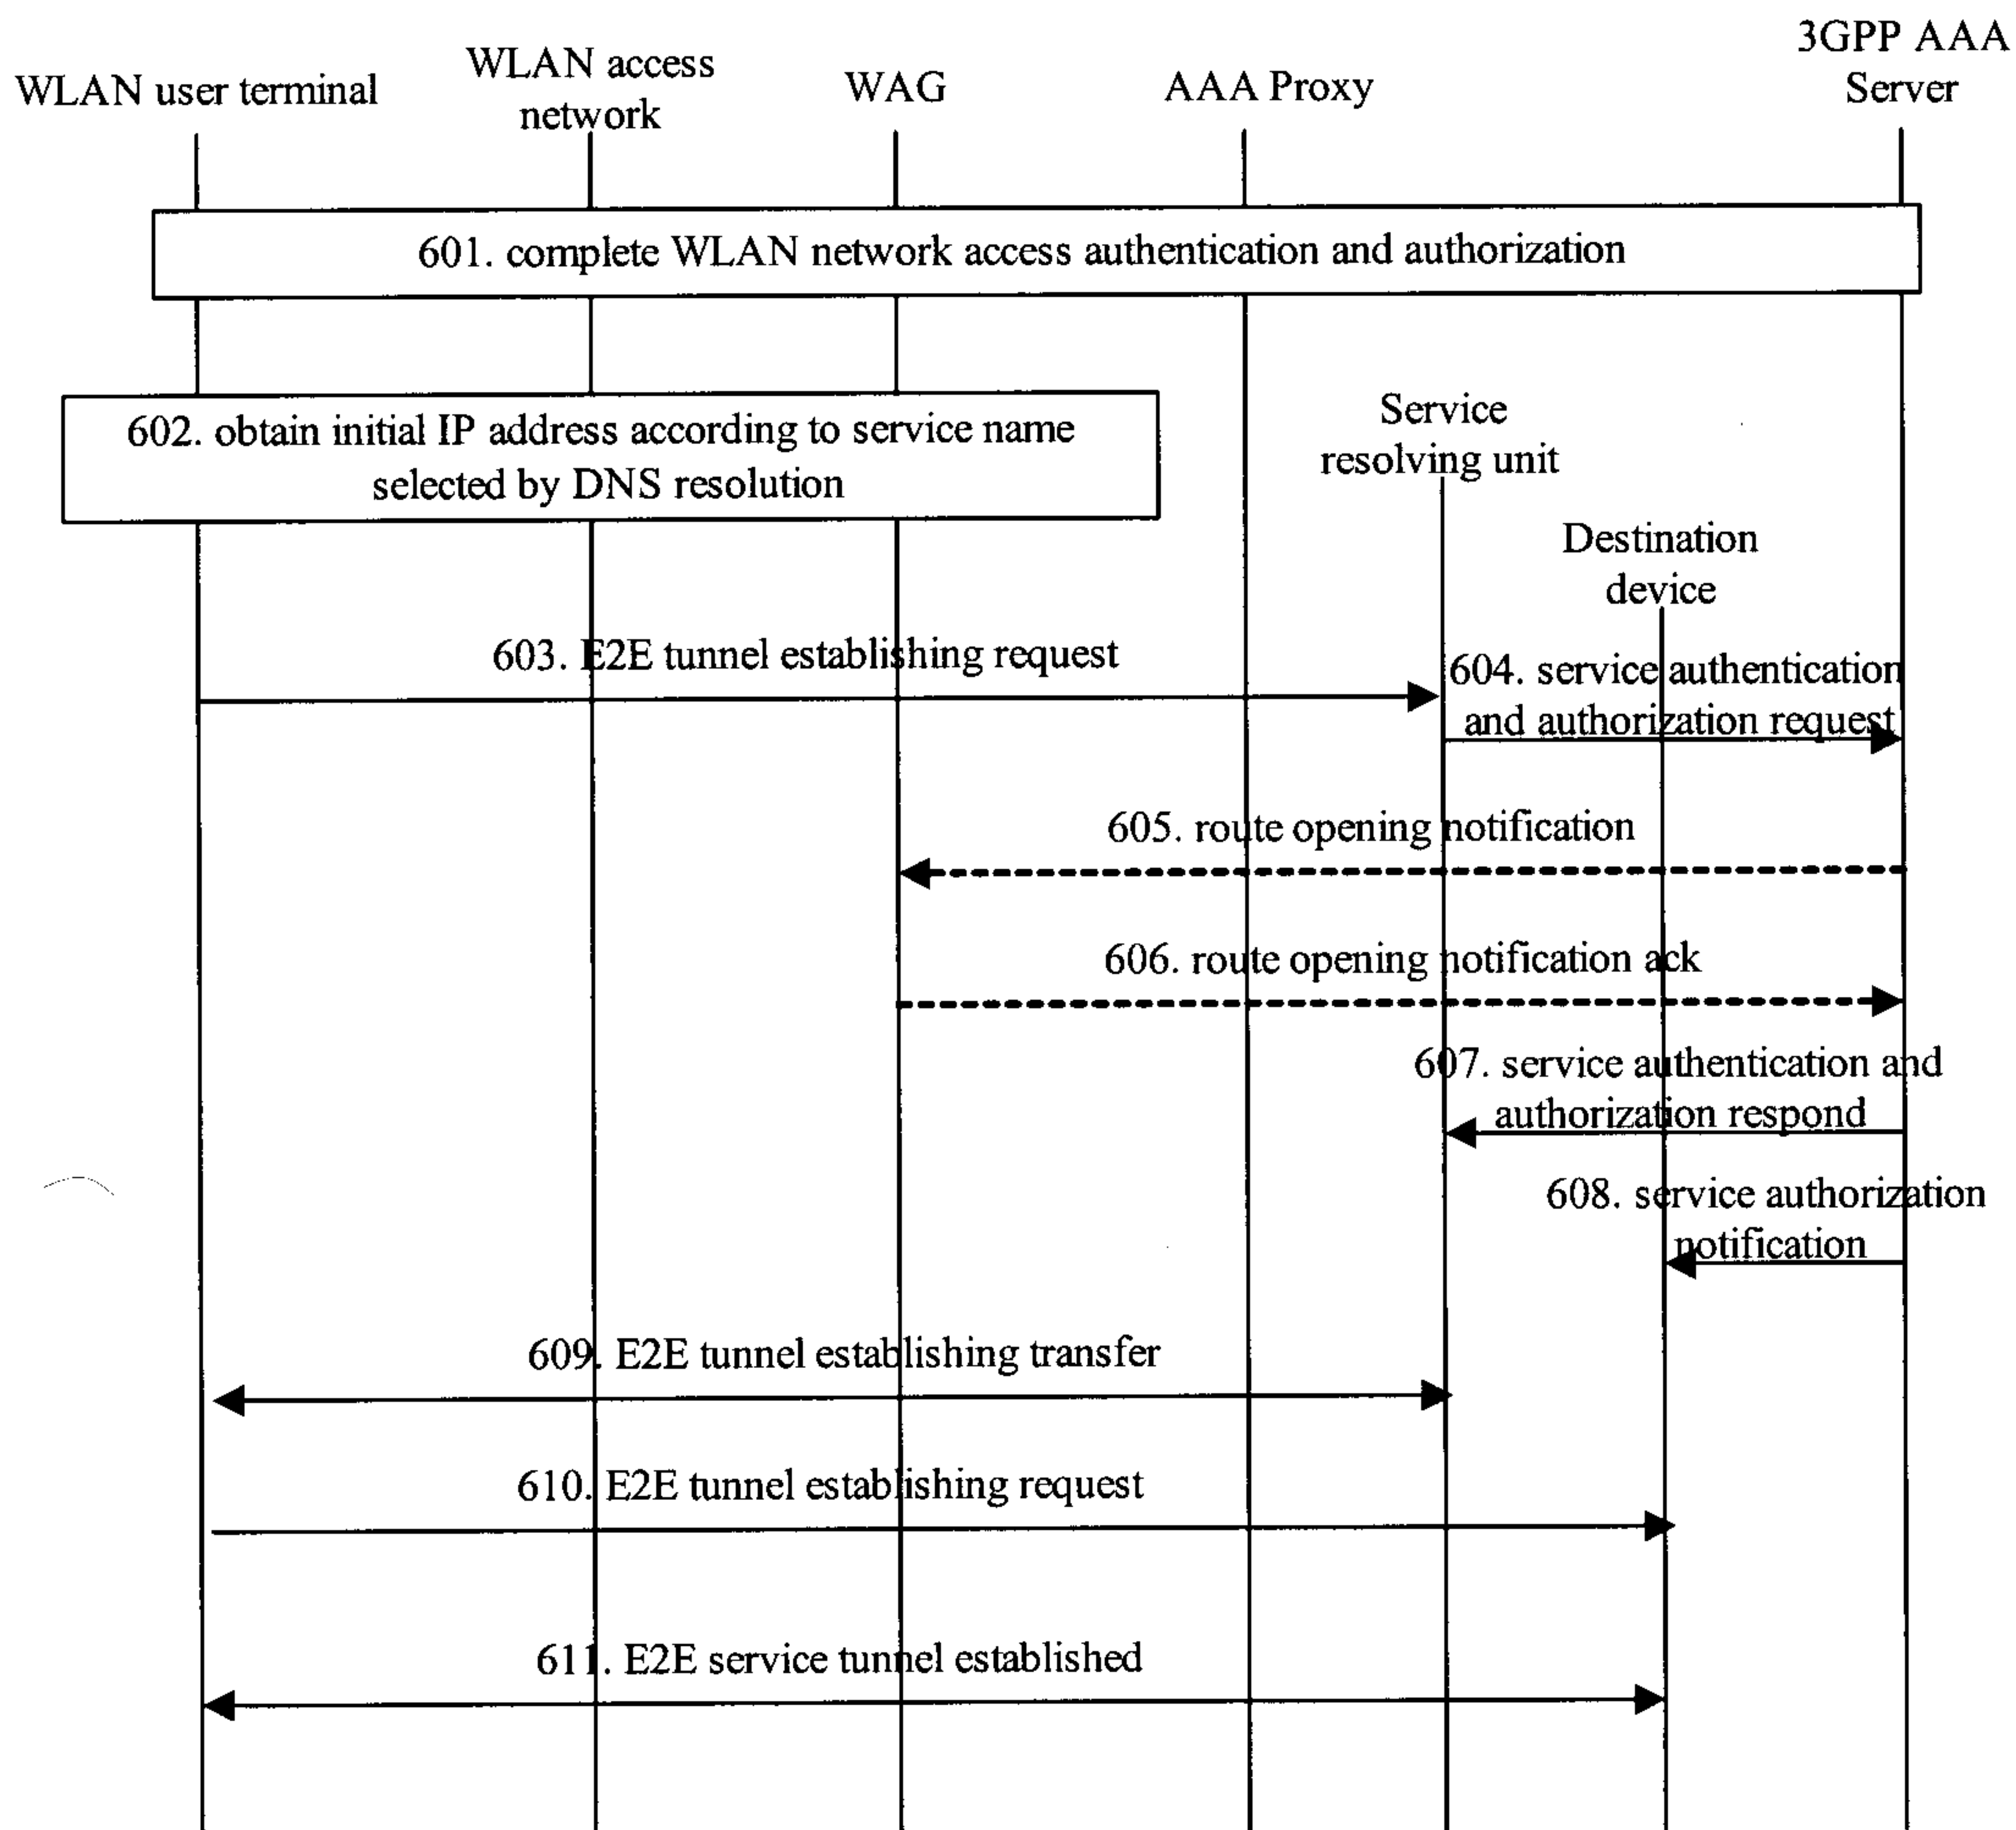 3GPP AAA
Server
WLAN user terminal
WLAN access
network
WAG
AAA Proxy
601. complete WLAN network access authentication and authorization
602. obtain initial IP address according to service name
selected by DNS resolution
Service
resolving unit
Destination
device
603. E2E tunnel establishing request
604. service authentication
and authorization request
605. route opening notification
606. route opening notification ack
607. service authentication and
authorization respond
608. service authorization
notification
609. E2E tunnel establishing transfer
610. E2E tunnel establishing request
611. E2E service tunnel established